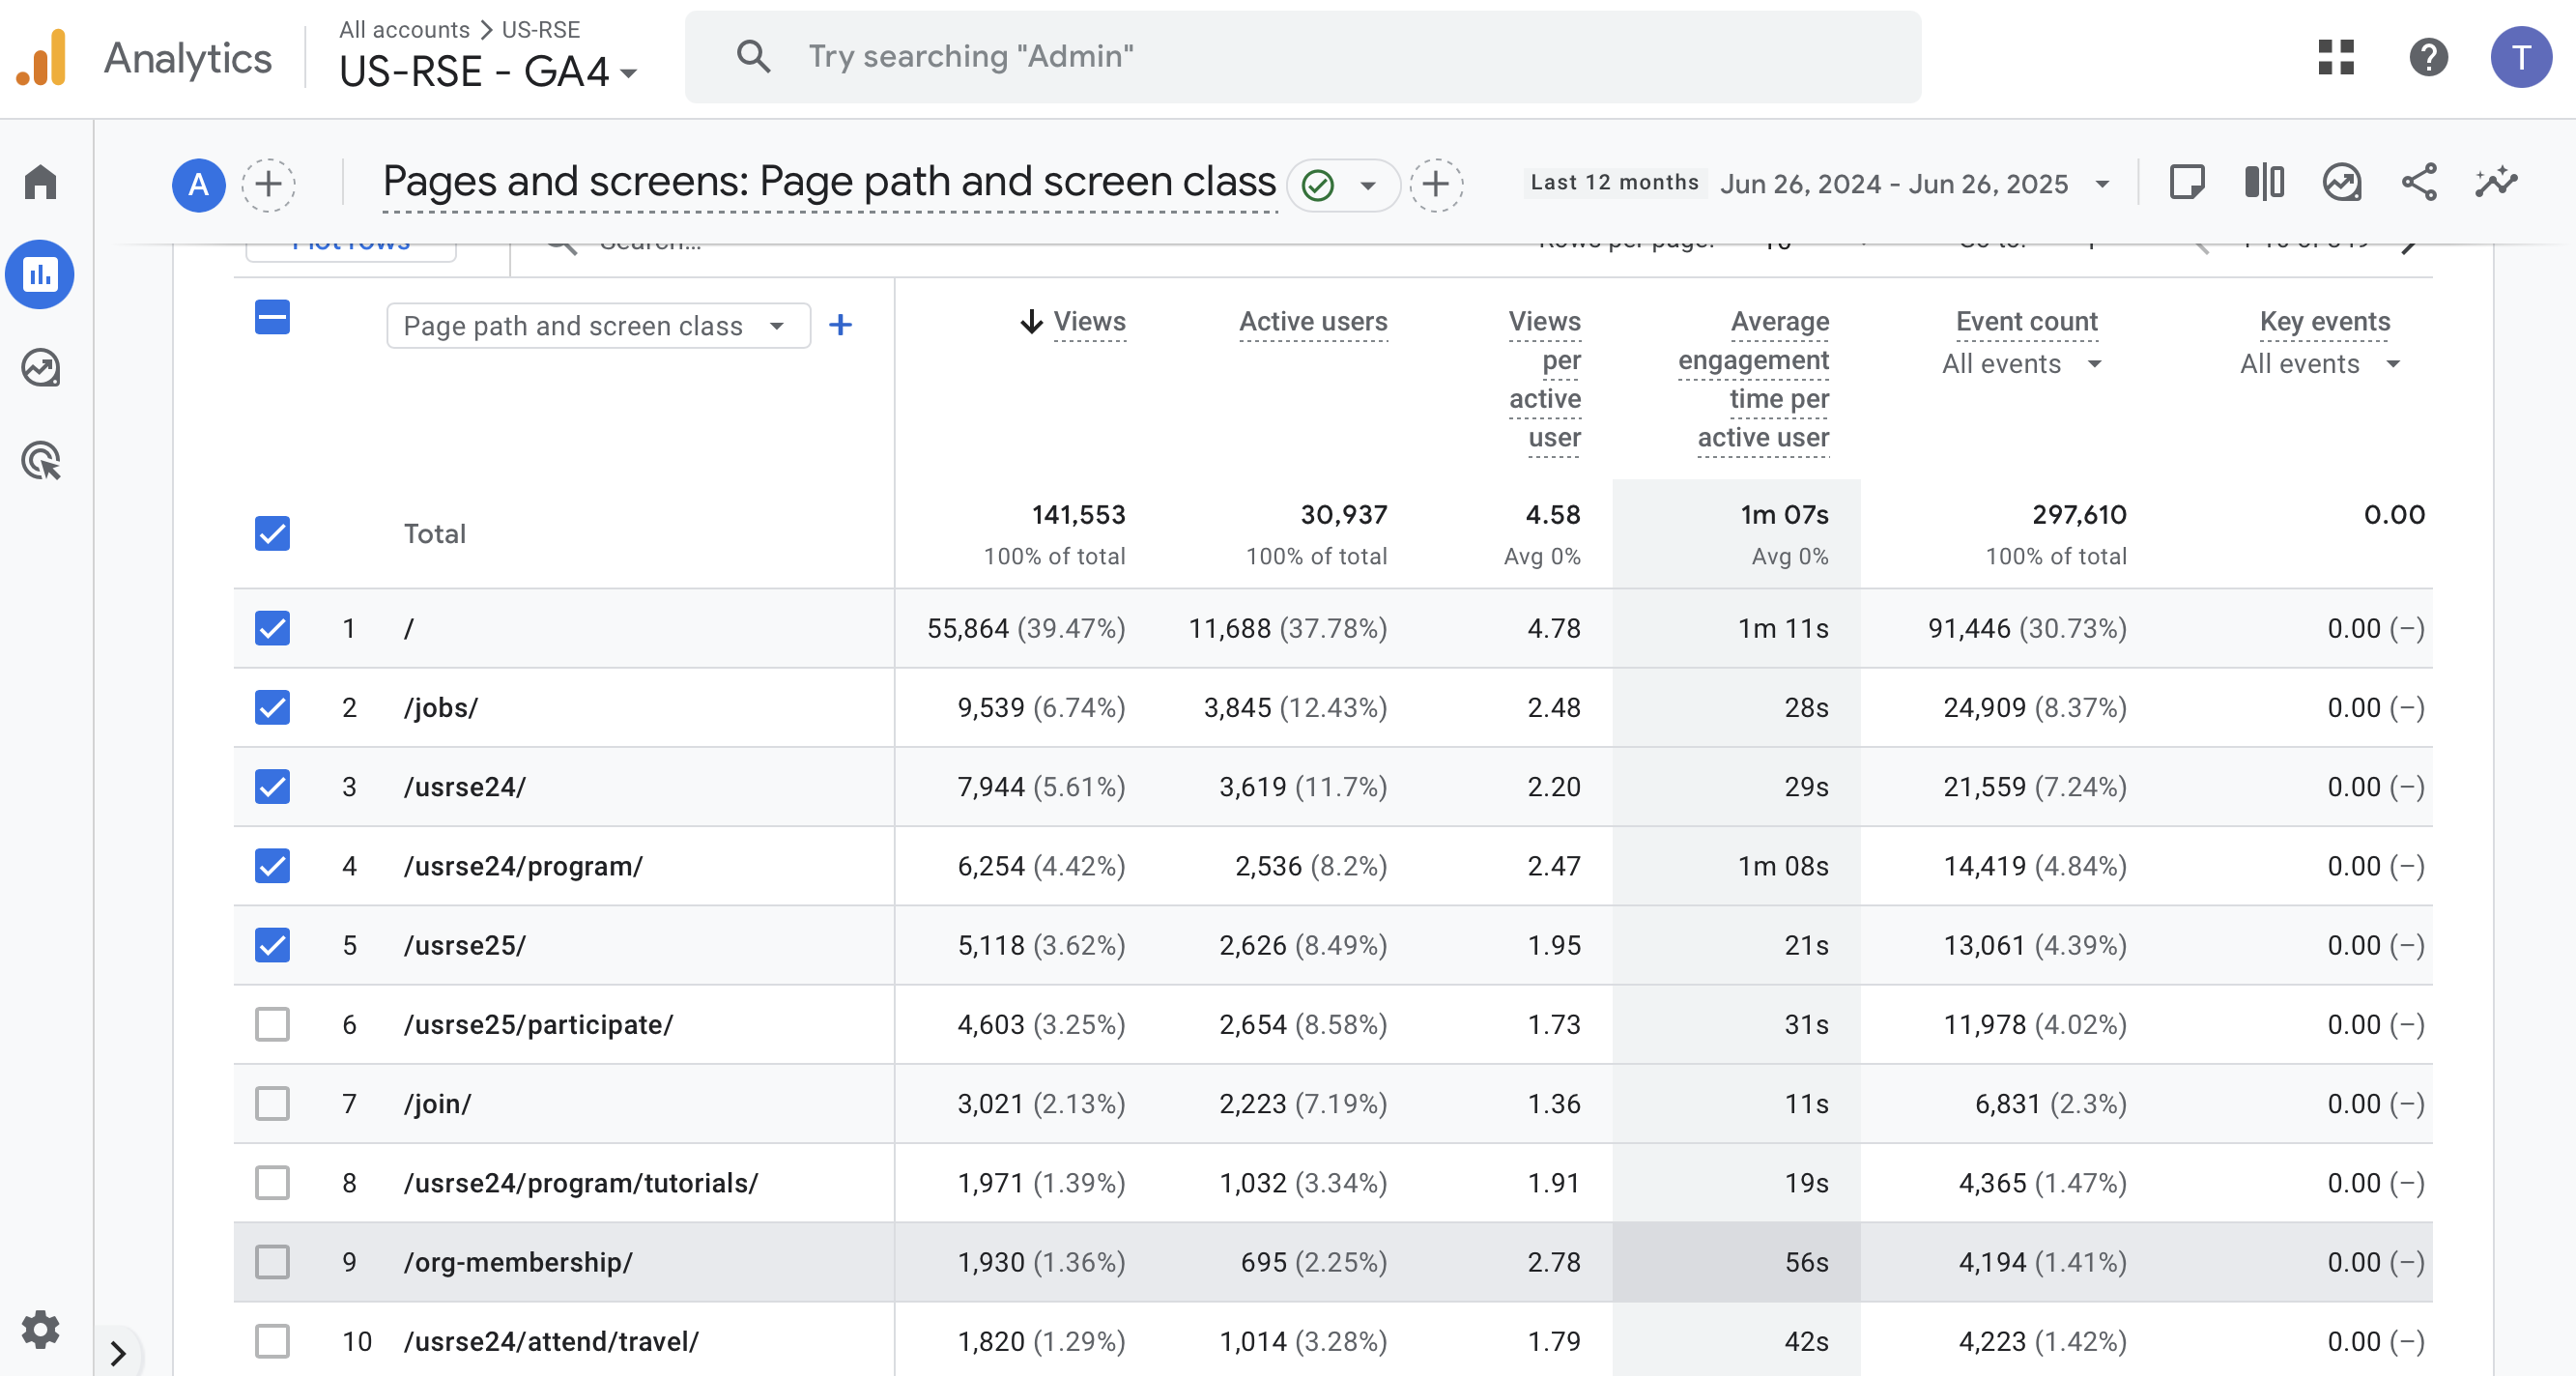 All accounts > US-RSE
Analytics
US-RSE - GA4
Try searching "Admin"
?
T
A
Pages and screens: Page path and screen class
Last 12 months Jun 26, 2024 - Jun 26, 2025
Plot rows Search... Rows per page: 10 Go to: 1
Page path and screen class +
Views Active users Views per active user Average engagement time per active user Event count All events Key events All events
Total 141,553 30,937 4.58 1m 07s 297,610 0.00
100% of total 100% of total Avg 0% Avg 0% 100% of total
1 / 55,864 (39.47%) 11,688 (37.78%) 4.78 1m 11s 91,446 (30.73%) 0.00 (–)
2 /jobs/ 9,539 (6.74%) 3,845 (12.43%) 2.48 28s 24,909 (8.37%) 0.00 (–)
3 /usrse24/ 7,944 (5.61%) 3,619 (11.7%) 2.20 29s 21,559 (7.24%) 0.00 (–)
4 /usrse24/program/ 6,254 (4.42%) 2,536 (8.2%) 2.47 1m 08s 14,419 (4.84%) 0.00 (–)
5 /usrse25/ 5,118 (3.62%) 2,626 (8.49%) 1.95 21s 13,061 (4.39%) 0.00 (–)
6 /usrse25/participate/ 4,603 (3.25%) 2,654 (8.58%) 1.73 31s 11,978 (4.02%) 0.00 (–)
7 /join/ 3,021 (2.13%) 2,223 (7.19%) 1.36 11s 6,831 (2.3%) 0.00 (–)
8 /usrse24/program/tutorials/ 1,971 (1.39%) 1,032 (3.34%) 1.91 19s 4,365 (1.47%) 0.00 (–)
9 /org-membership/ 1,930 (1.36%) 695 (2.25%) 2.78 56s 4,194 (1.41%) 0.00 (–)
10 /usrse24/attend/travel/ 1,820 (1.29%) 1,014 (3.28%) 1.79 42s 4,223 (1.42%) 0.00 (–)